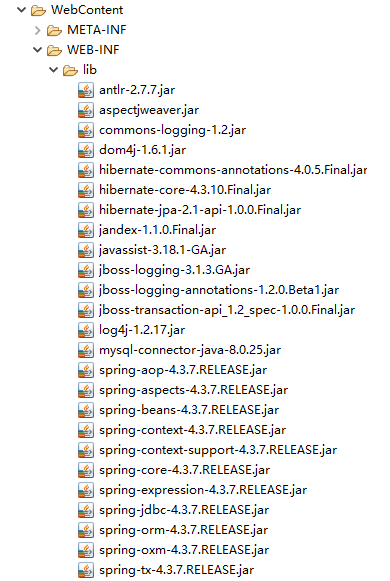 WebContent
META-INF
WEB-INF
lib
antlr-2.7.7.jar
aspectjweaver.jar
commons-logging-1.2.jar
dom4j-1.6.1.jar
hibernate-commons-annotations-4.0.5.Final.jar
hibernate-core-4.3.10.Final.jar
hibernate-jpa-2.1-api-1.0.0.Final.jar
jandex-1.1.0.Final.jar
javassist-3.18.1-GA.jar
jboss-logging-3.1.3.GA.jar
jboss-logging-annotations-1.2.0.Beta1.jar
jboss-transaction-api_1.2_spec-1.0.0.Final.jar
log4j-1.2.17.jar
mysql-connector-java-8.0.25.jar
spring-aop-4.3.7.RELEASE.jar
spring-aspects-4.3.7.RELEASE.jar
spring-beans-4.3.7.RELEASE.jar
spring-context-4.3.7.RELEASE.jar
spring-context-support-4.3.7.RELEASE.jar
spring-core-4.3.7.RELEASE.jar
spring-expression-4.3.7.RELEASE.jar
spring-jdbc-4.3.7.RELEASE.jar
spring-orm-4.3.7.RELEASE.jar
spring-oxm-4.3.7.RELEASE.jar
spring-tx-4.3.7.RELEASE.jar